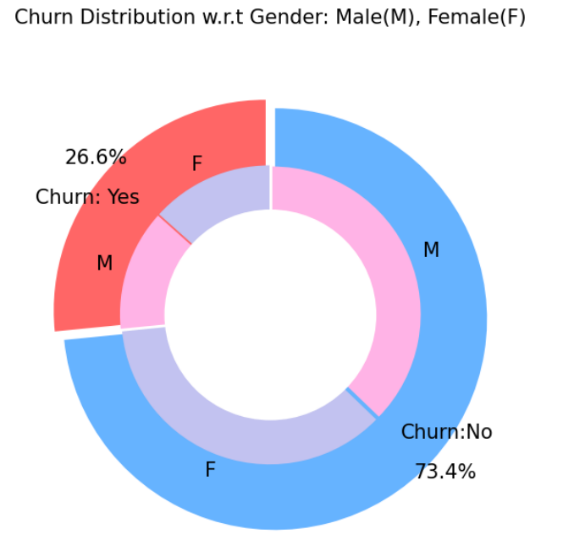 Churn Distribution w.r.t Gender: Male(M), Female(F)
26.6%
F
Churn: Yes
M
M
Churn:No
F
73.4%